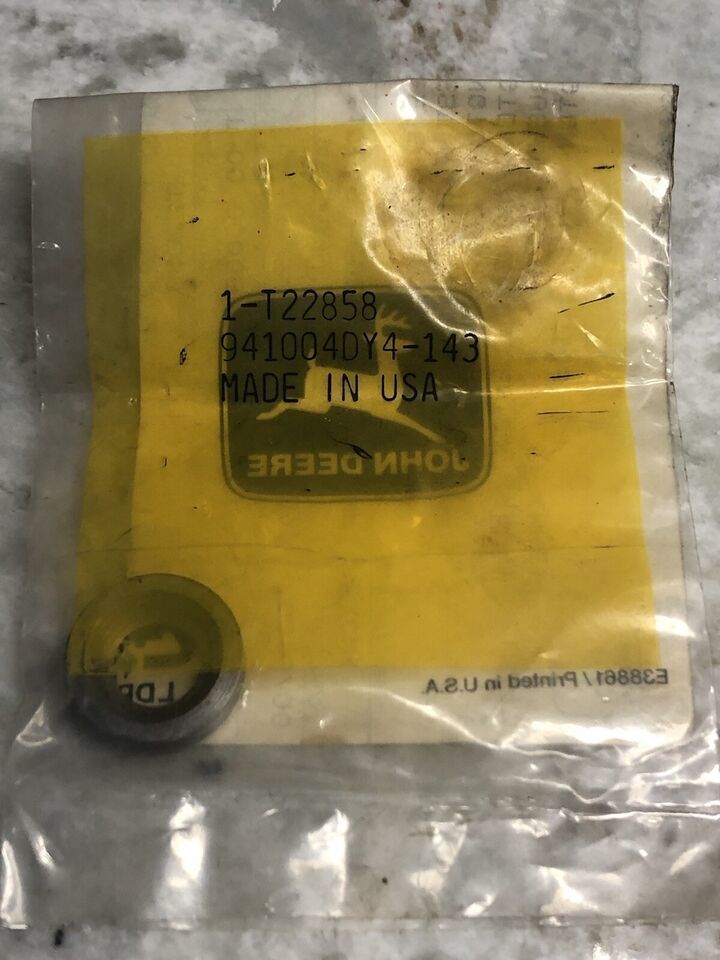 1-T22858
941004DY4-143
MADE IN USA
JOHN DEERE
E38861/Printed in U.S.A.